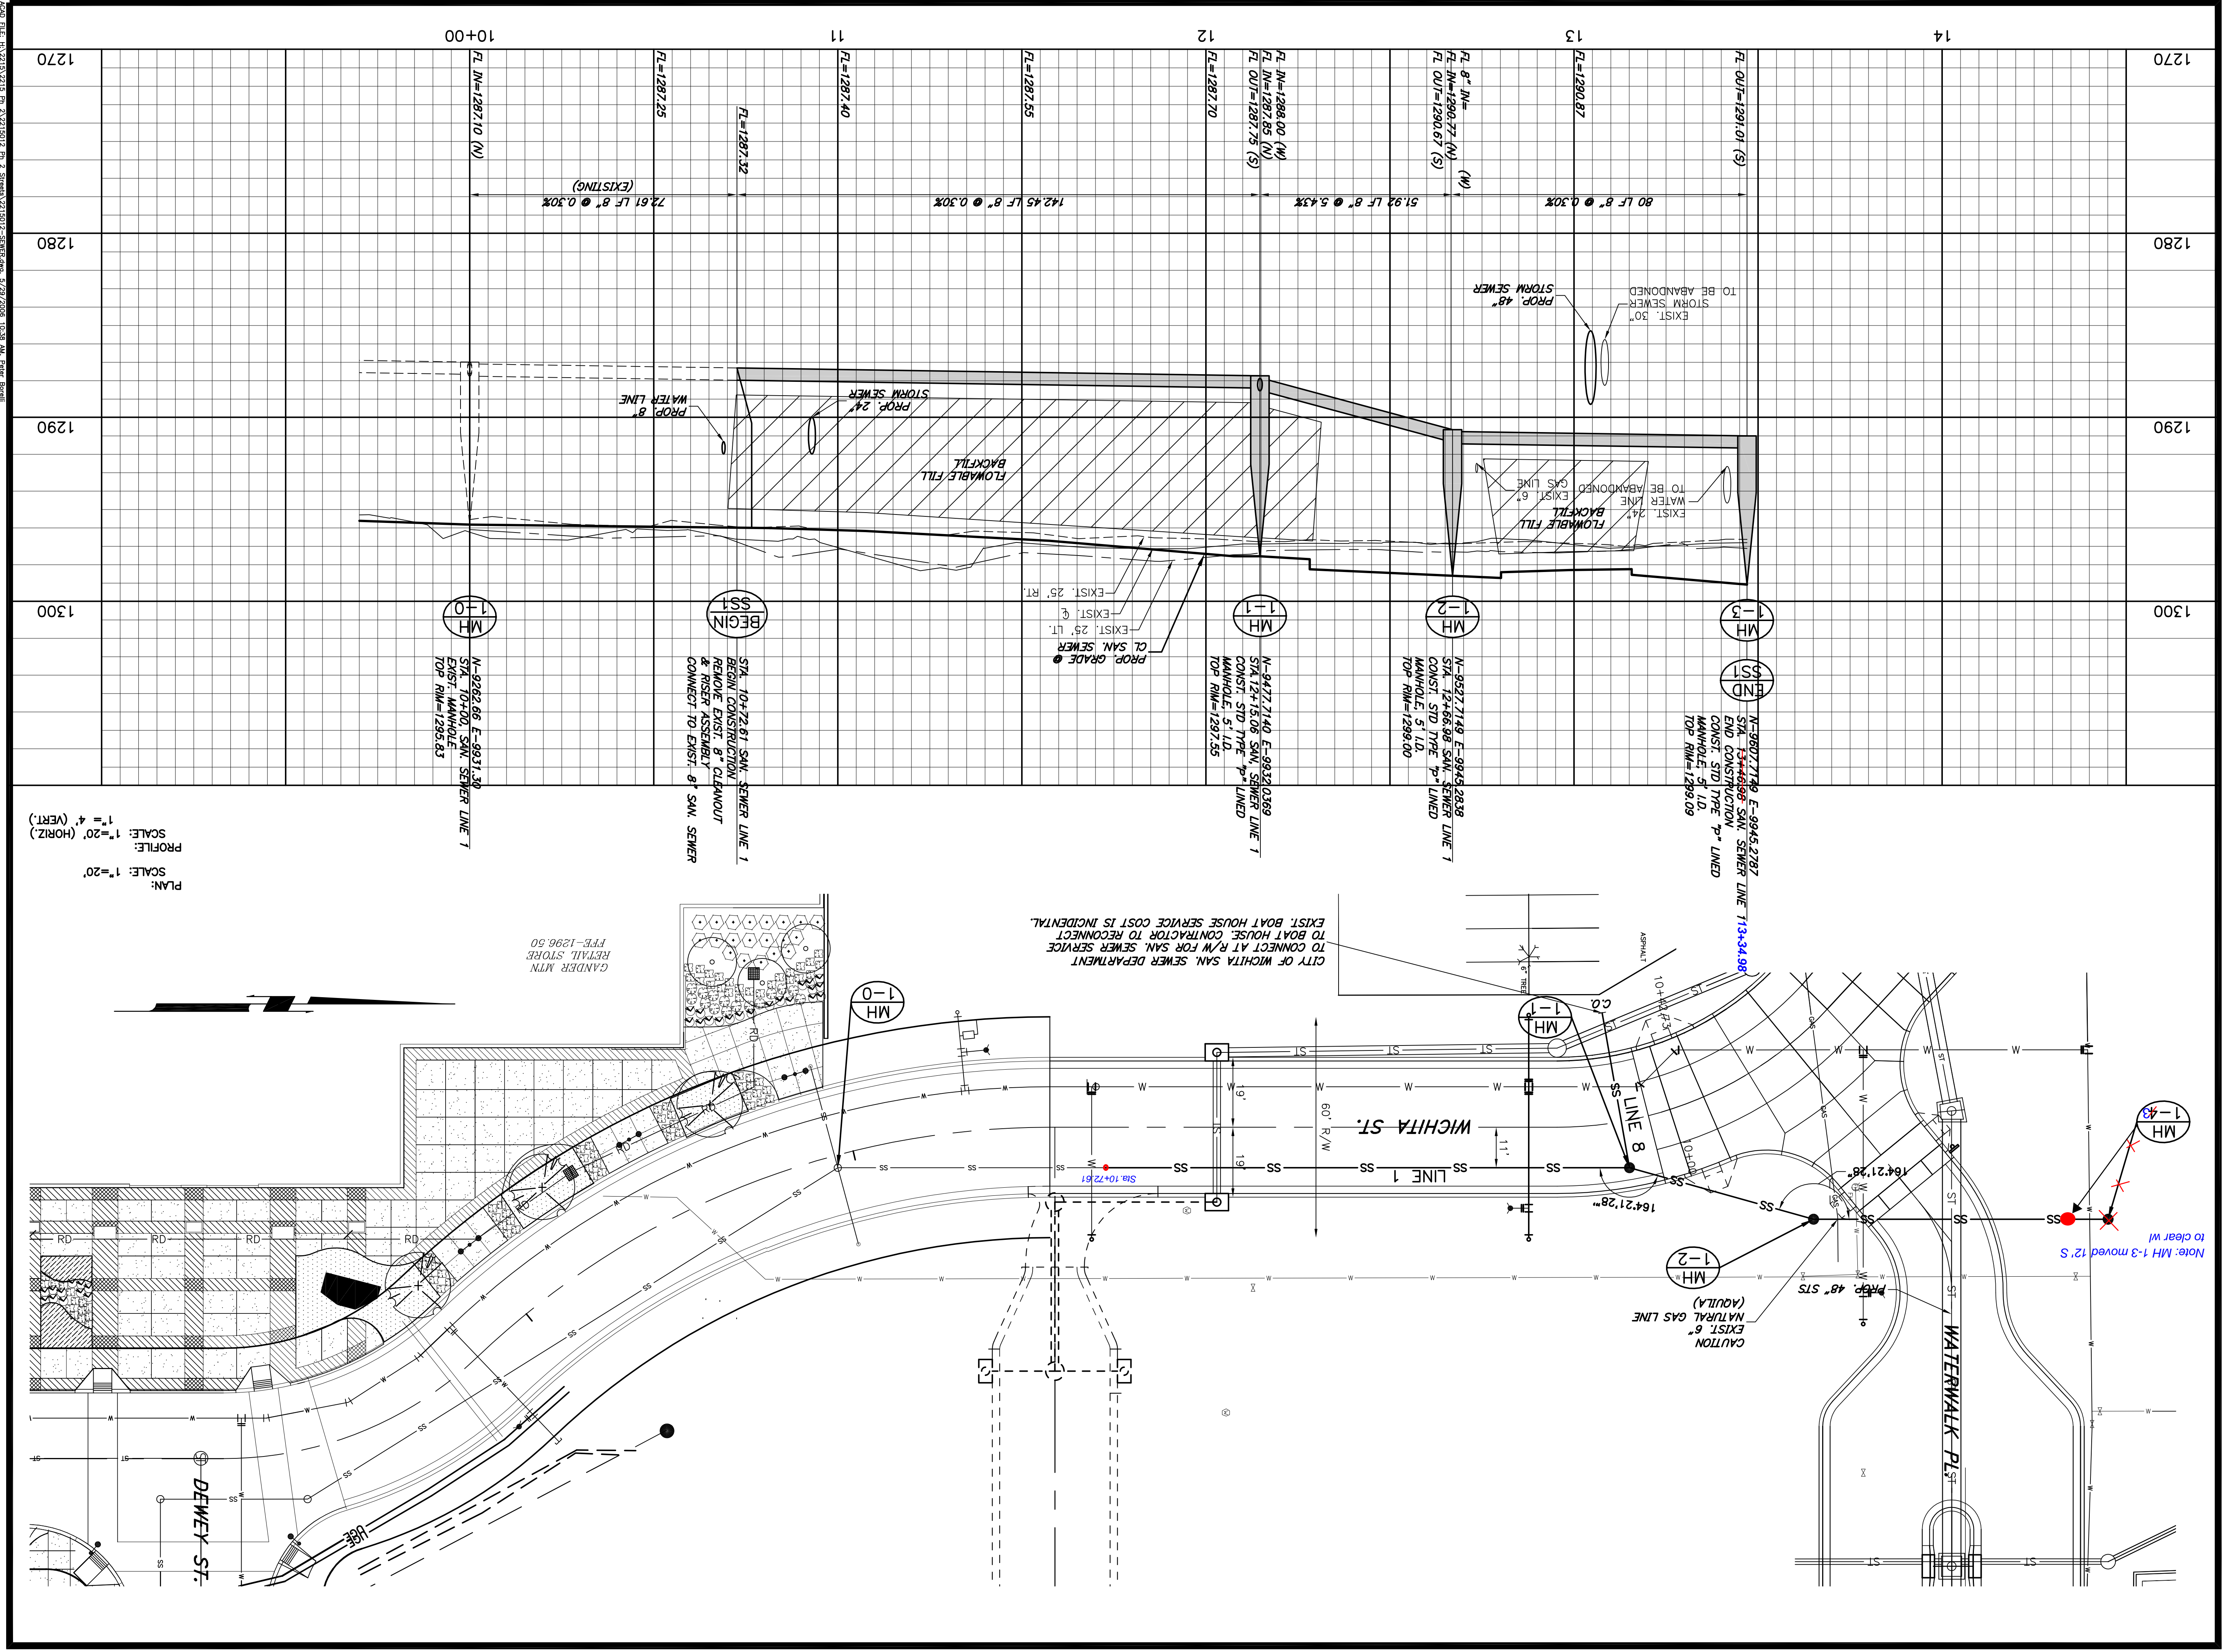 PLAN:
SCALE: 1"=20'
PROFILE:
SCALE: 1"=20' (HORIZ.)
1"= 4' (VERT.)
DEWEY ST.
UGE
WATERWALK PL.
WICHITA ST.
LINE 1
LINE 8
60' R/W
19'
19'
11'
Sta.10+72.61
164°21'28"
164°21'28"
10+00
CAUTION
EXIST. 6"
NATURAL GAS LINE
(AQUILA)
PROP. 48" STS
Note: MH 1-3 moved 12' S
to clear wl
MH
1-4
3
MH
1-2
MH
1-1
MH
1-0
C.O.
6" TREE
ASPHALT
GANDER MTN
RETAIL STORE
FFE-1296.50
CITY OF WICHITA SAN. SEWER DEPARTMENT
TO CONNECT AT R/W FOR SAN. SEWER SERVICE
TO BOAT HOUSE. CONTRACTOR TO RECONNECT
EXIST. BOAT HOUSE SERVICE COST IS INCIDENTAL.
N-9607.7149 E-9945.2787
STA. 13+46.98 SAN. SEWER LINE 1
13+34.98
END CONSTRUCTION
CONST. STD TYPE "P" LINED
MANHOLE, 5' I.D.
TOP RIM=1299.09
N-9527.7149 E-9945.2838
STA. 12+66.98 SAN. SEWER LINE 1
CONST. STD TYPE "P" LINED
MANHOLE, 5' I.D.
TOP RIM=1299.00
N-9477.7140 E-9932.0369
STA.12+15.06 SAN. SEWER LINE 1
CONST. STD TYPE "P" LINED
MANHOLE, 5' I.D.
TOP RIM=1297.55
STA. 10+72.61 SAN. SEWER LINE 1
BEGIN CONSTRUCTION
REMOVE EXIST. 8" CLEANOUT
& RISER ASSEMBLY
CONNECT TO EXIST. 8" SAN. SEWER
N-9262.66 E-9931.30
STA. 10+00, SAN. SEWER LINE 1
EXIST. MANHOLE
TOP RIM=1295.83
END
SS1
MH
1-3
MH
1-2
MH
1-1
BEGIN
SS1
MH
1-0
PROP. GRADE @
CL SAN. SEWER
EXIST. 25' LT.
EXIST. ℄
EXIST. 25' RT.
1300
1300
FLOWABLE FILL
BACKFILL
EXIST. 24"
WATER LINE
TO BE ABANDONED
EXIST. 6"
GAS LINE
FLOWABLE FILL
BACKFILL
PROP. 24"
STORM SEWER
PROP. 8"
WATER LINE
1290
1290
EXIST. 30"
STORM SEWER
TO BE ABANDONED
PROP. 48"
STORM SEWER
1280
1280
80 LF 8" @ 0.30%
51.92 LF 8" @ 5.43%
142.45 LF 8" @ 0.30%
72.61 LF 8" @ 0.30%
(EXISTING)
FL OUT=1291.01 (S)
FL=1290.87
FL 8" IN= (W)
FL IN=1290.77 (N)
FL OUT=1290.67 (S)
FL IN=1288.00 (W)
FL IN=1287.85 (N)
FL OUT=1287.75 (S)
FL=1287.70
FL=1287.55
FL=1287.40
FL=1287.32
FL=1287.25
FL IN=1287.10 (N)
1270
1270
14
13
12
11
10+00